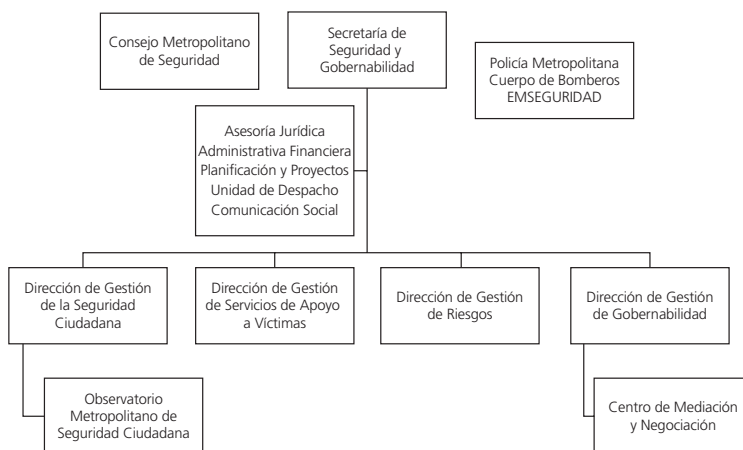 Consejo Metropolitano
de Seguridad
Secretaría de
Seguridad y
Gobernabilidad
Policía Metropolitana
Cuerpo de Bomberos
EMSEGURIDAD
Asesoría Jurídica
Administrativa Financiera
Planificación y Proyectos
Unidad de Despacho
Comunicación Social
Dirección de Gestión
de la Seguridad
Ciudadana
Dirección de Gestión
de Servicios de Apoyo
a Víctimas
Dirección de Gestión
de Riesgos
Dirección de Gestión
de Gobernabilidad
Observatorio
Metropolitano de
Seguridad Ciudadana
Centro de Mediación
y Negociación